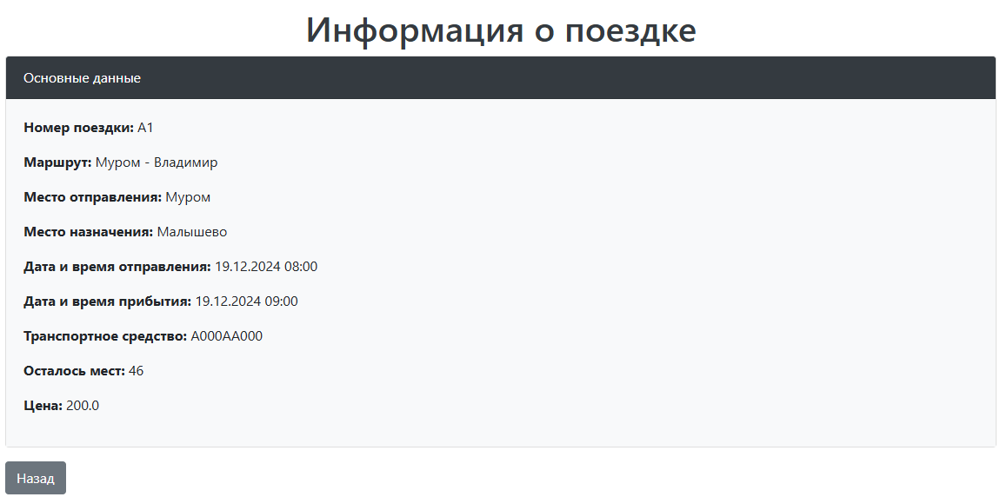 Информация о поездке
Основные данные
Номер поездки: А1
Маршрут: Муром - Владимир
Место отправления: Муром
Место назначения: Малышево
Дата и время отправления: 19.12.2024 08:00
Дата и время прибытия: 19.12.2024 09:00
Транспортное средство: А000АА000
Осталось мест: 46
Цена: 200.0
Назад